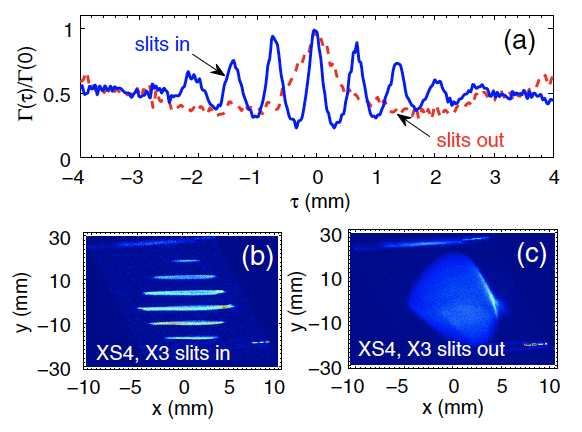 1
0.5
0
Γ(τ)/Γ(0)
slits in
(a)
slits out
−4 −3 −2 −1 0 1 2 3 4
τ (mm)
30
10
−10
−30
y (mm)
(b)
XS4, X3 slits in
−10 −5 0 5 10
x (mm)
30
10
−10
−30
y (mm)
(c)
XS4, X3 slits out
−10 −5 0 5 10
x (mm)